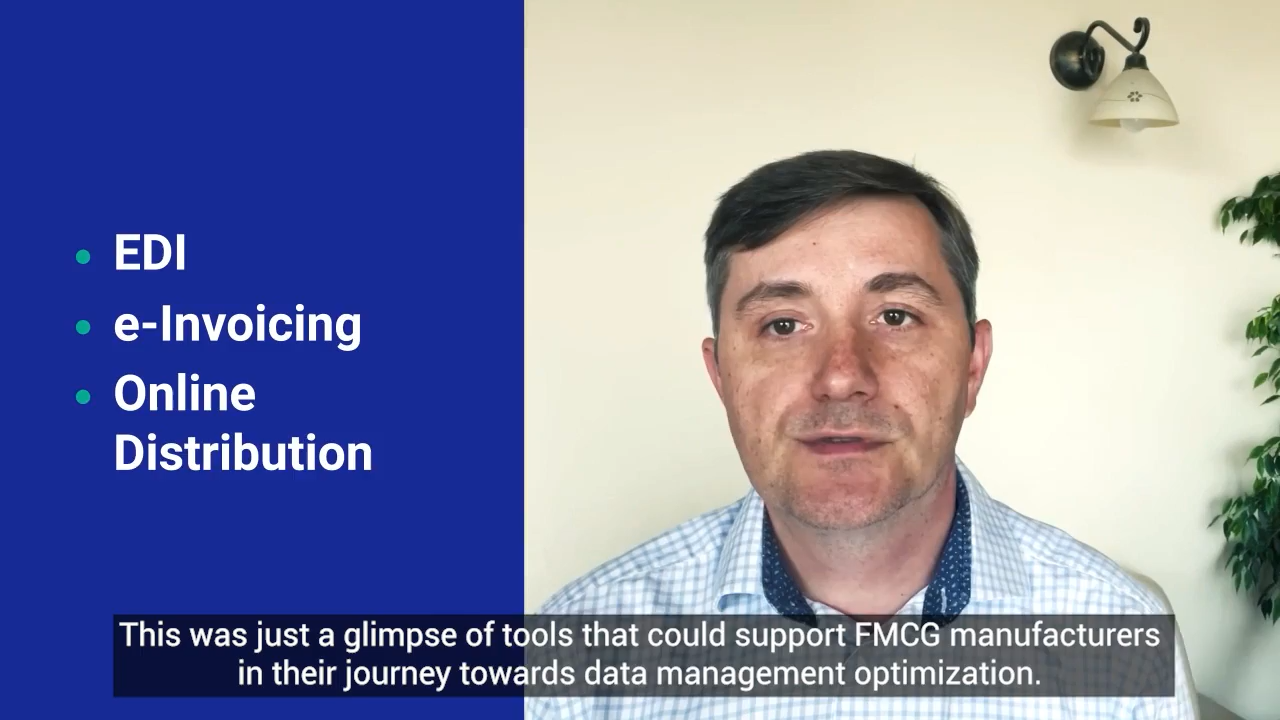 EDI
e-Invoicing
Online
Distribution
This was just a glimpse of tools that could support FMCG manufacturers
in their journey towards data management optimization.